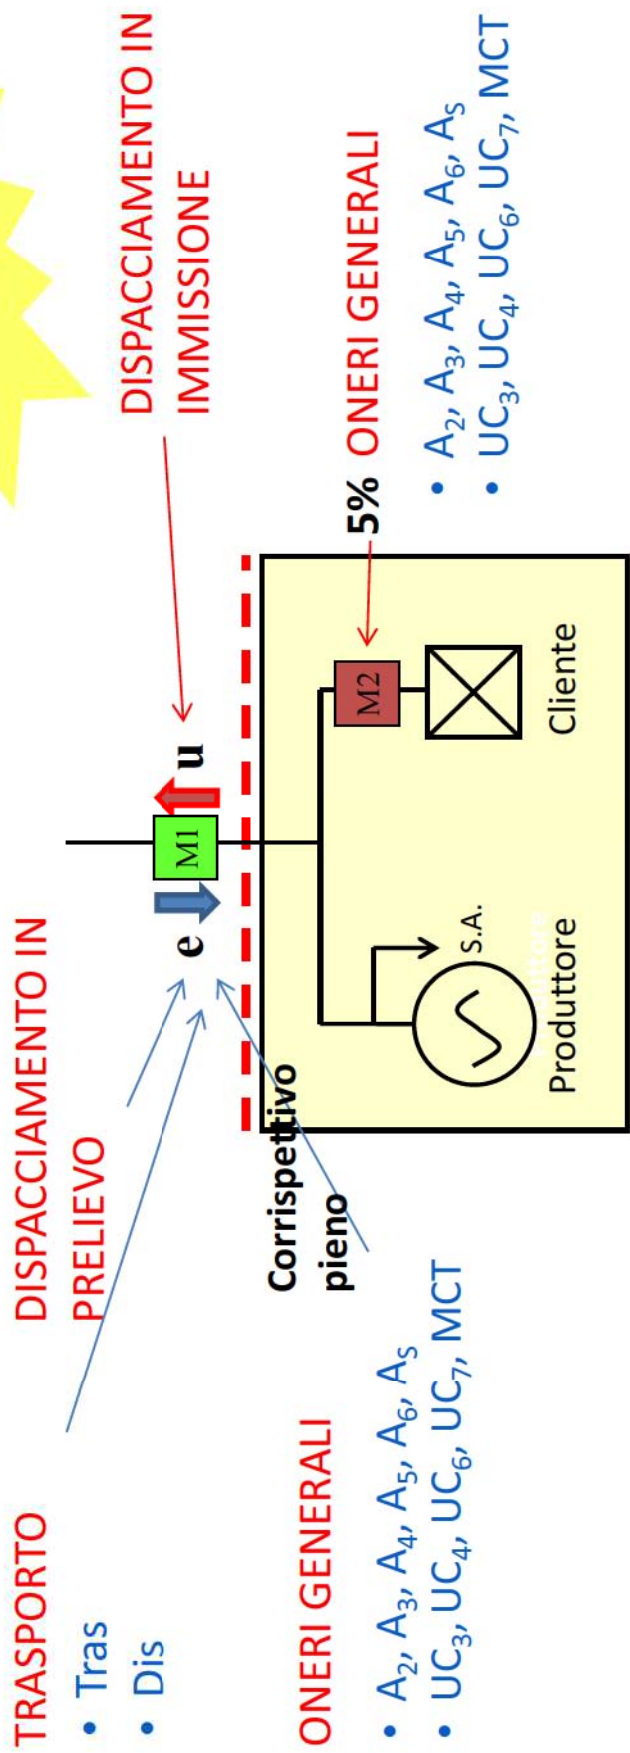 TRASPORTO
• Tras
• Dis
DISPACCIAMENTO IN
PRELIEVO
DISPACCIAMENTO IN
IMMISSIONE
e
M1
u
Corrispettivo
pieno
ONERI GENERALI
• A2, A3, A4, A5, A6, AS
• UC3, UC4, UC6, UC7, MCT
5% ONERI GENERALI
• A2, A3, A4, A5, A6, AS
• UC3, UC4, UC6, UC7, MCT
M2
S.A.
Produttore
Cliente